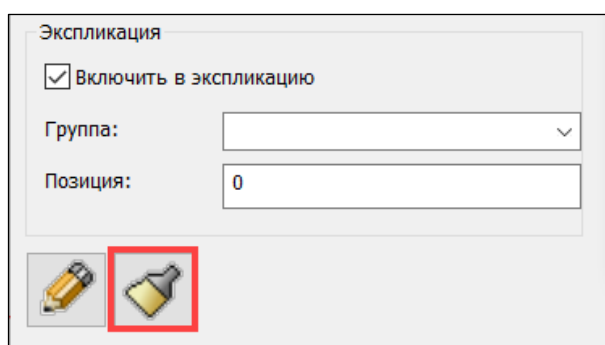 Экспликация
Включить в экспликацию
Группа:
Позиция: 0